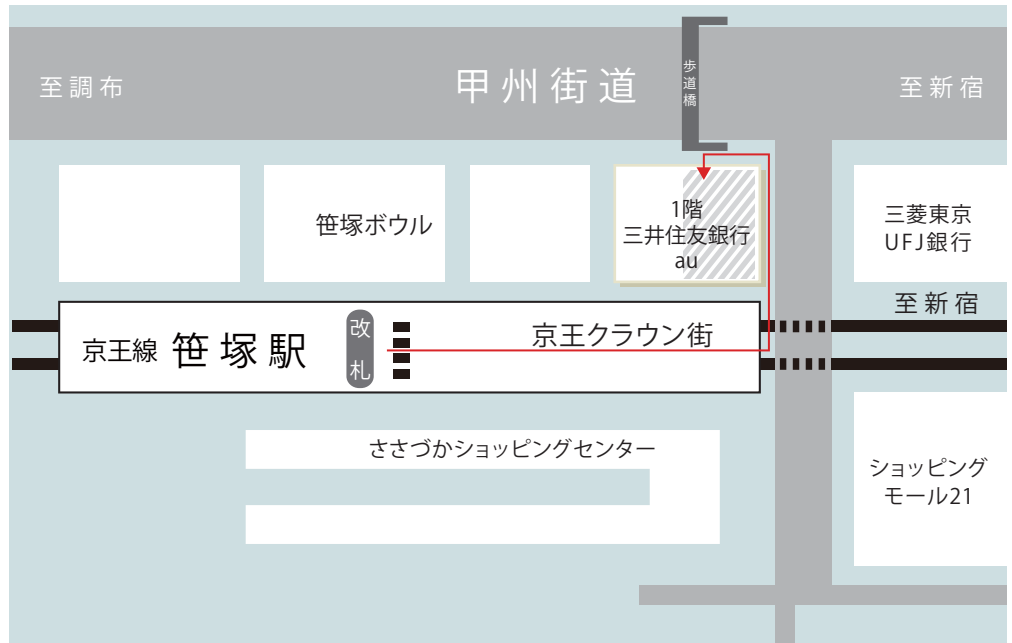 至調布
甲州街道
歩道橋
至新宿
笹塚ボウル
1階
三井住友銀行
au
三菱東京
UFJ銀行
至新宿
京王線 笹塚駅
改札
京王クラウン街
ささづかショッピングセンター
ショッピング
モール21